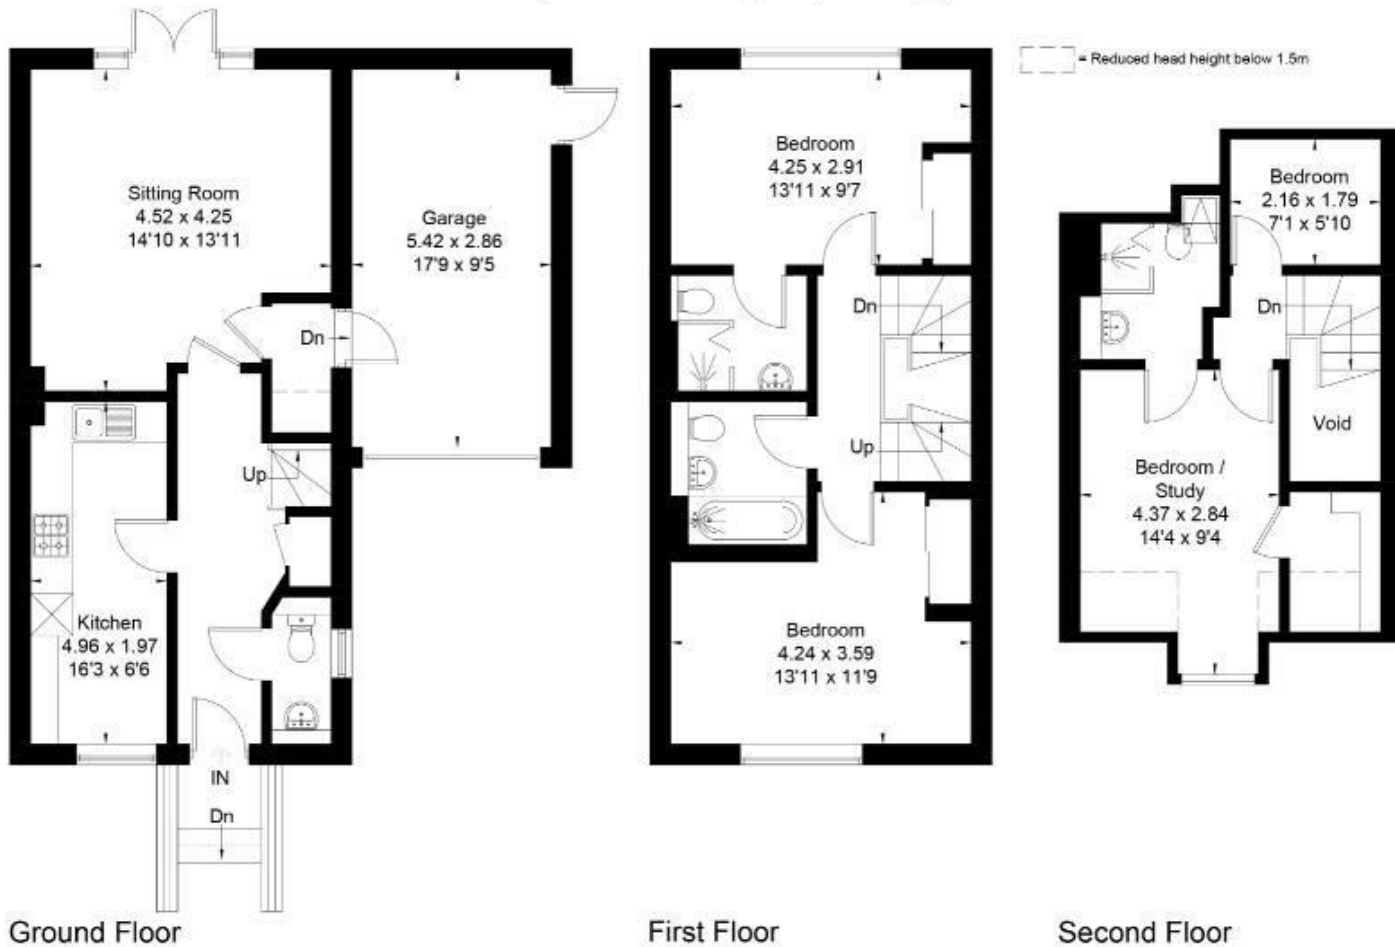 = Reduced head height below 1.5m
Sitting Room
4.52 x 4.25
14'10 x 13'11
Garage
5.42 x 2.86
17'9 x 9'5
Dn
Up
Kitchen
4.96 x 1.97
16'3 x 6'6
IN
Dn
Ground Floor
Bedroom
4.25 x 2.91
13'11 x 9'7
Dn
Up
Bedroom
4.24 x 3.59
13'11 x 11'9
First Floor
Bedroom
2.16 x 1.79
7'1 x 5'10
Dn
Void
Bedroom /
Study
4.37 x 2.84
14'4 x 9'4
Second Floor